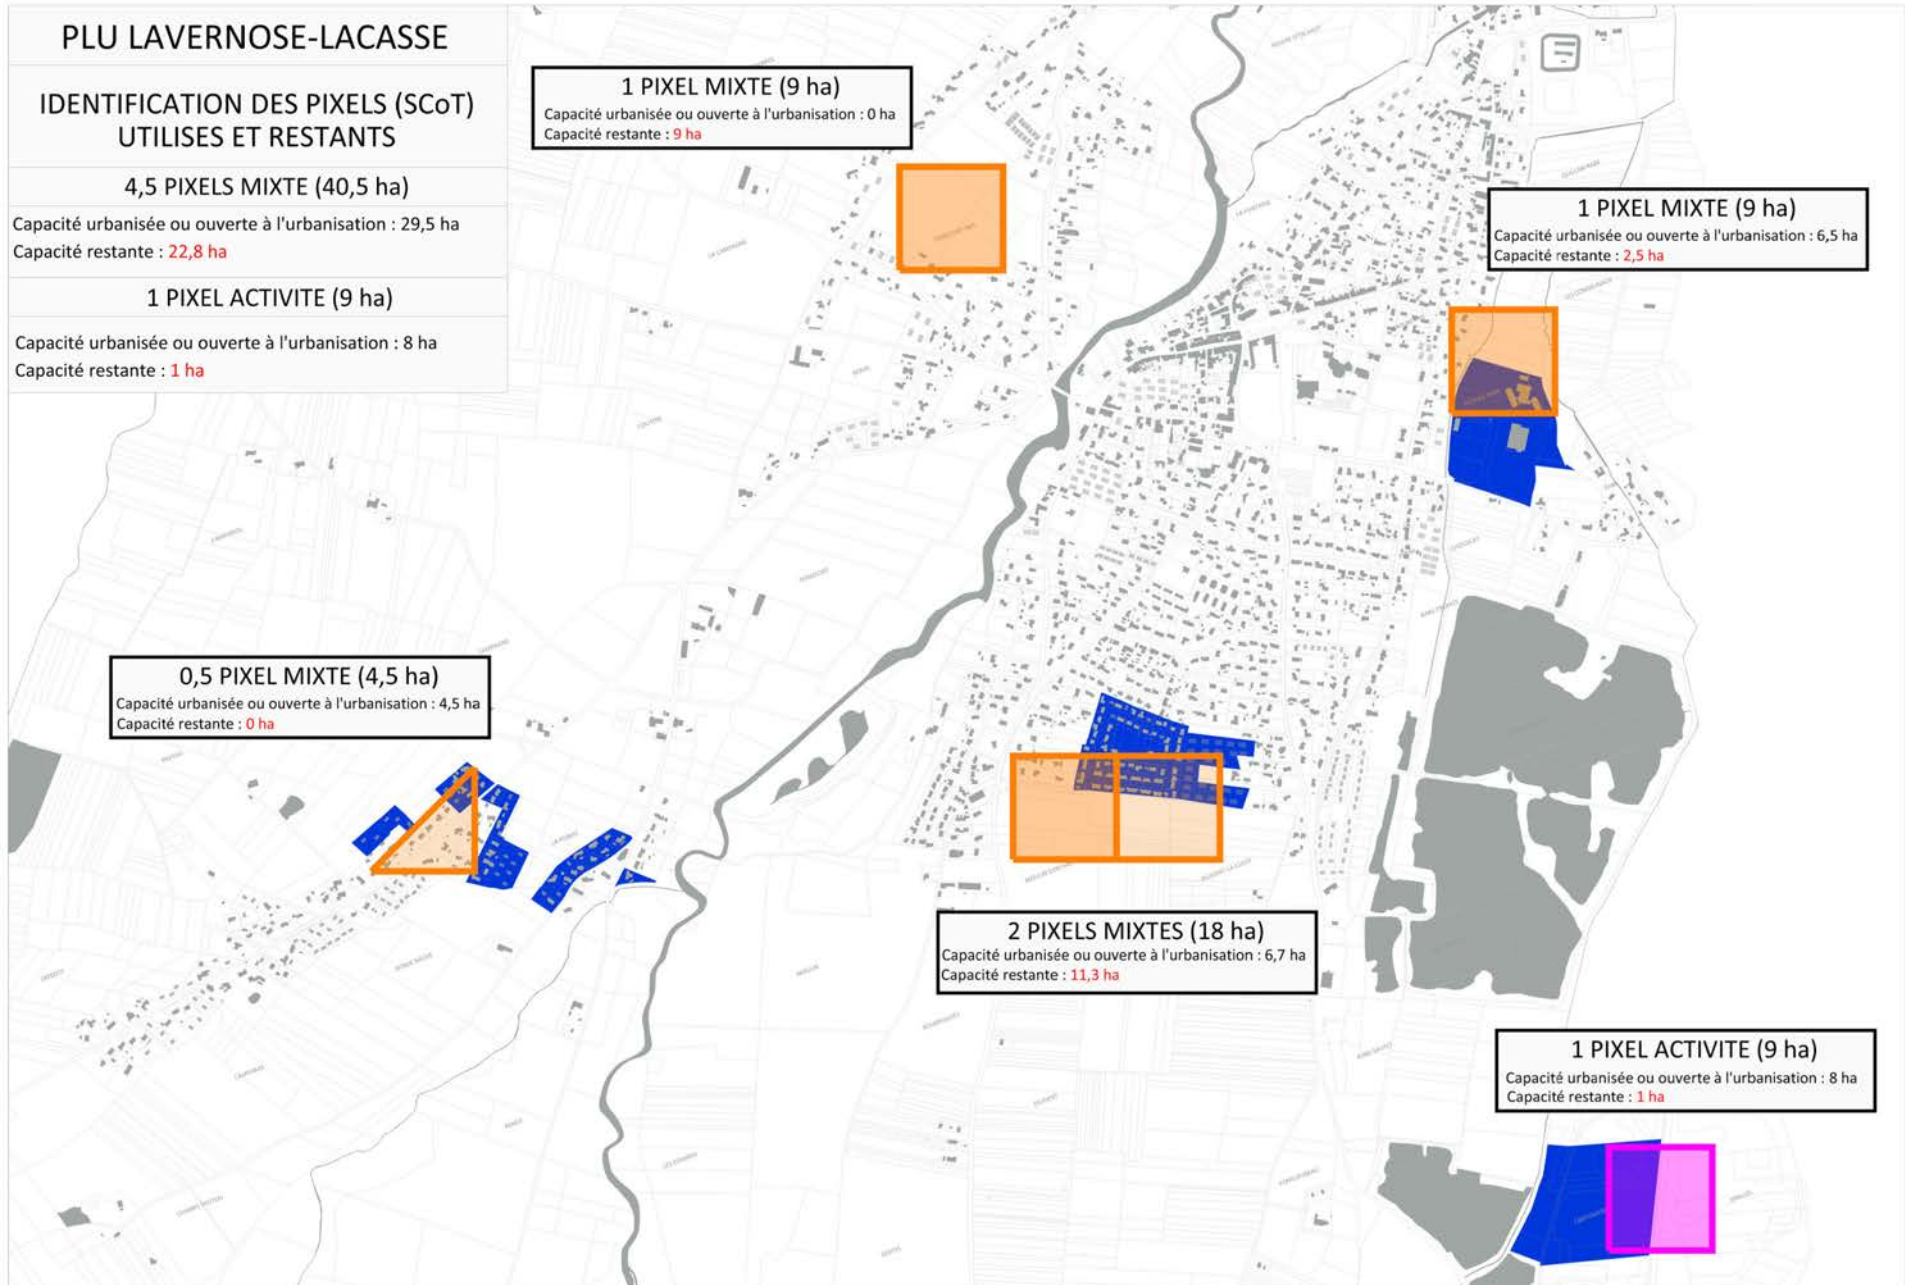 PLU LAVERNOSE-LACASSE
IDENTIFICATION DES PIXELS (SCoT)
UTILISES ET RESTANTS
4,5 PIXELS MIXTE (40,5 ha)
Capacité urbanisée ou ouverte à l'urbanisation : 29,5 ha
Capacité restante : 22,8 ha
1 PIXEL ACTIVITE (9 ha)
Capacité urbanisée ou ouverte à l'urbanisation : 8 ha
Capacité restante : 1 ha
1 PIXEL MIXTE (9 ha)
Capacité urbanisée ou ouverte à l'urbanisation : 0 ha
Capacité restante : 9 ha
1 PIXEL MIXTE (9 ha)
Capacité urbanisée ou ouverte à l'urbanisation : 6,5 ha
Capacité restante : 2,5 ha
0,5 PIXEL MIXTE (4,5 ha)
Capacité urbanisée ou ouverte à l'urbanisation : 4,5 ha
Capacité restante : 0 ha
2 PIXELS MIXTES (18 ha)
Capacité urbanisée ou ouverte à l'urbanisation : 6,7 ha
Capacité restante : 11,3 ha
1 PIXEL ACTIVITE (9 ha)
Capacité urbanisée ou ouverte à l'urbanisation : 8 ha
Capacité restante : 1 ha